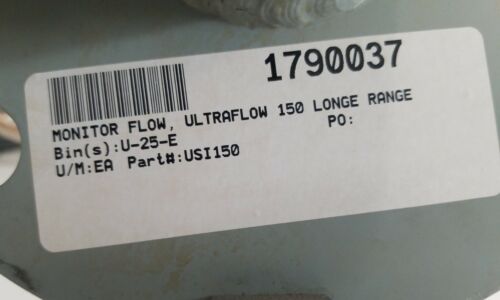 1790037
MONITOR FLOW, ULTRAFLOW 150 LONGE RANGE
Bin(s):U-25-E PO:
U/M:EA Part#:USI150